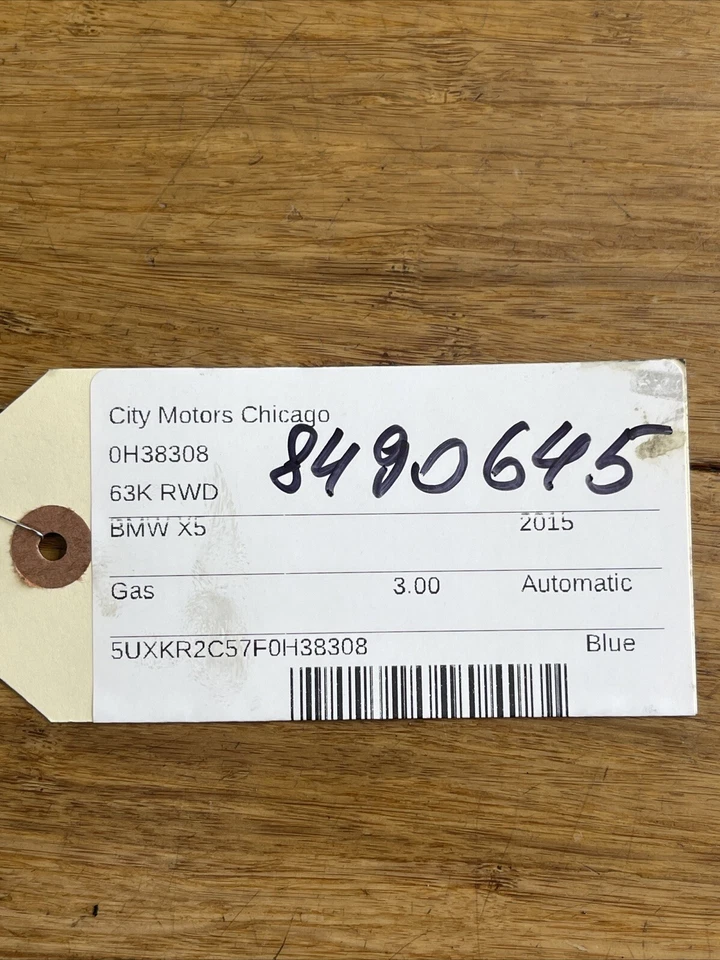 City Motors Chicago
0H38308
8490645
63K RWD
BMW X5 2015
Gas 3.00 Automatic
5UXKR2C57F0H38308 Blue